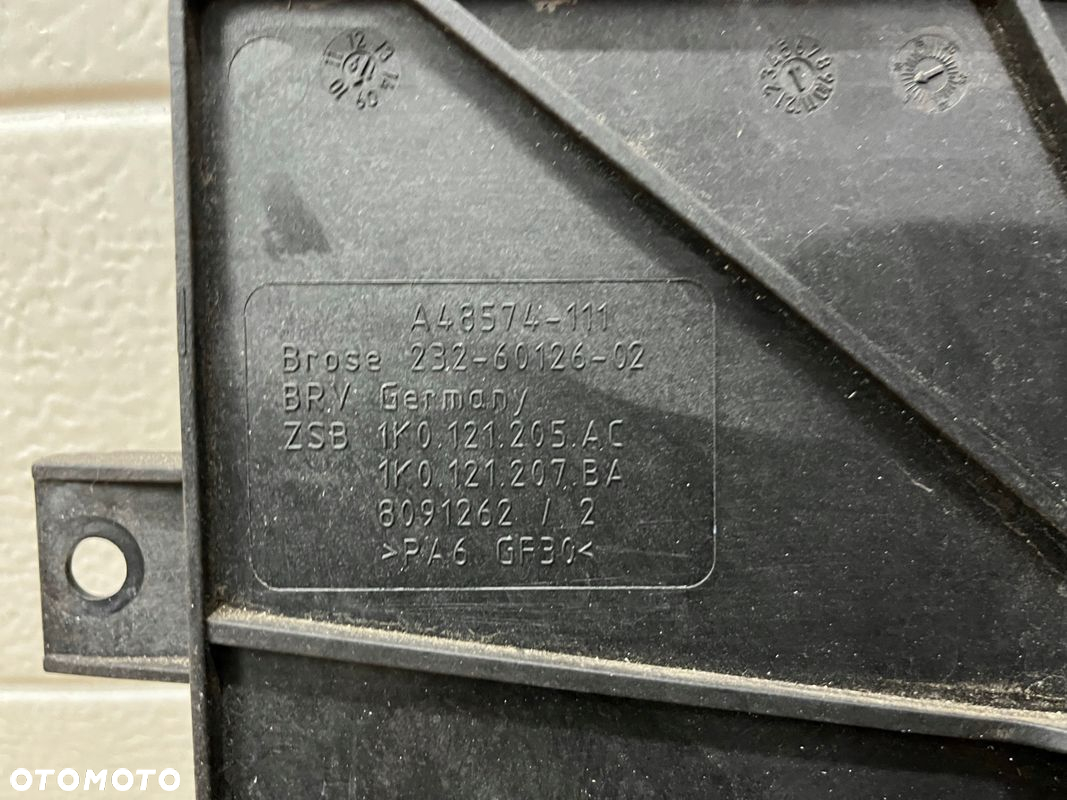 A48574-111
Brose 232-60126-02
BRV Germany
ZSB 1K0.121.205.AC
1K0.121.207.BA
8091262 / 2
>PA6 GF30<
OTOMOTO